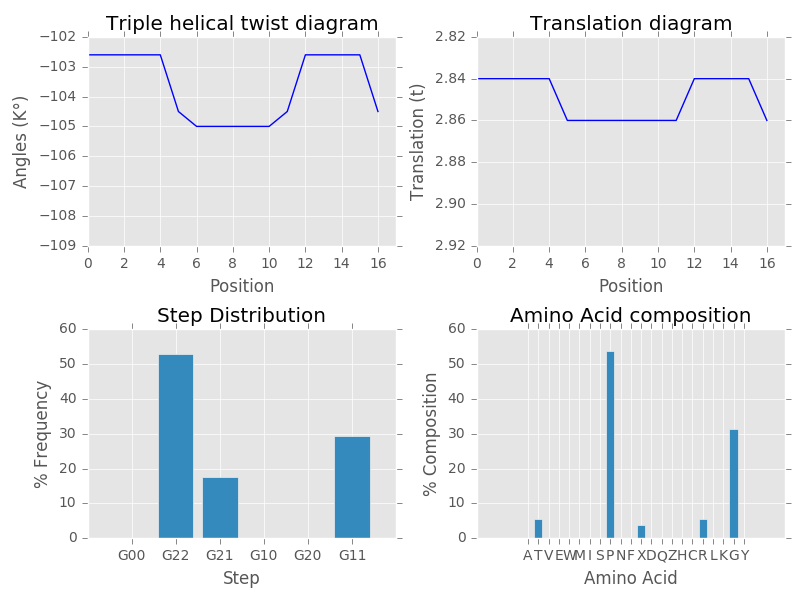 Triple helical twist diagram
−102
−103
−104
−105
−106
−107
−108
−109
Angles (K°)
0 2 4 6 8 10 12 14 16
Position
Translation diagram
2.82
2.84
2.86
2.88
2.90
2.92
Translation (t)
0 2 4 6 8 10 12 14 16
Position
Step Distribution
60
50
40
30
20
10
0
% Frequency
G00 G22 G21 G10 G20 G11
Step
Amino Acid composition
60
50
40
30
20
10
0
% Composition
A T V E W M I S P N F X D Q Z H C R L K G Y
Amino Acid